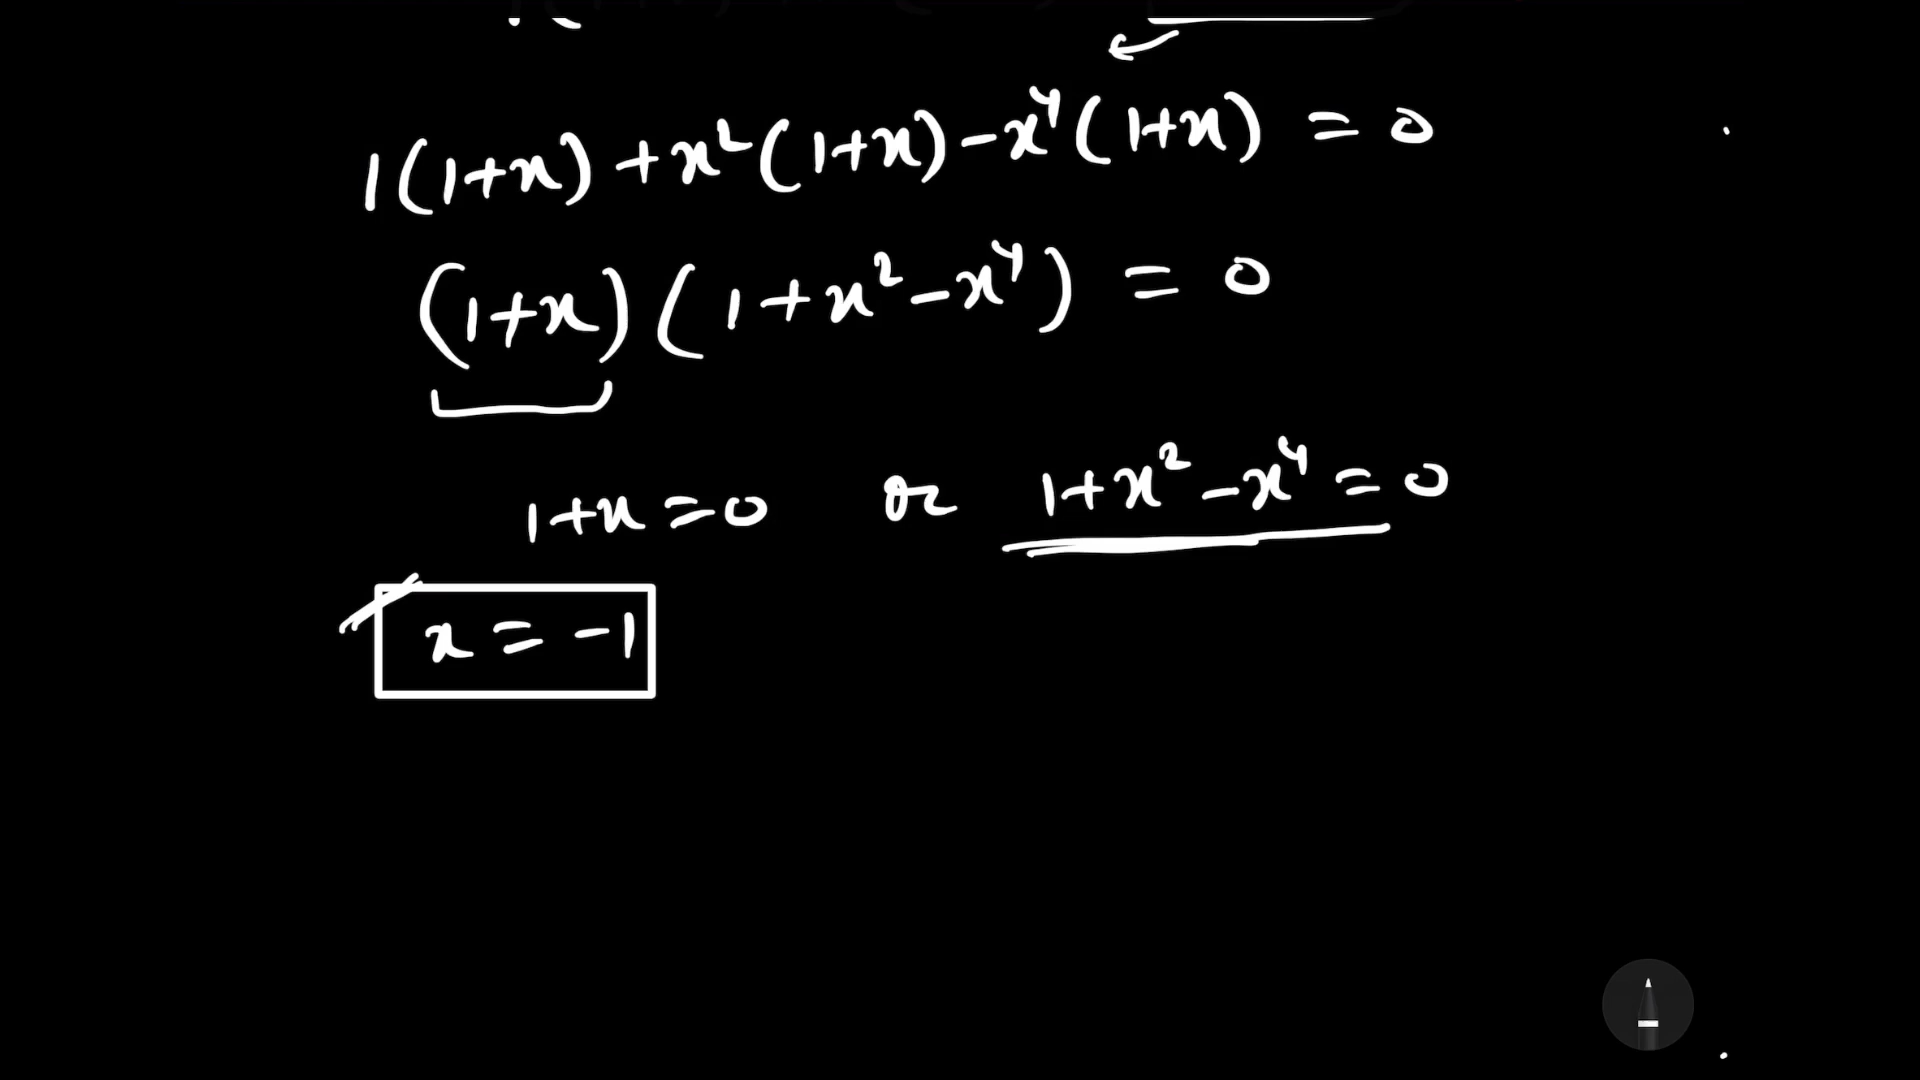 1(1+x)+x²(1+x)-x⁴(1+x) = 0
(1+x)(1+x²-x⁴) = 0
1+x=0 or 1+x²-x⁴=0
x = -1